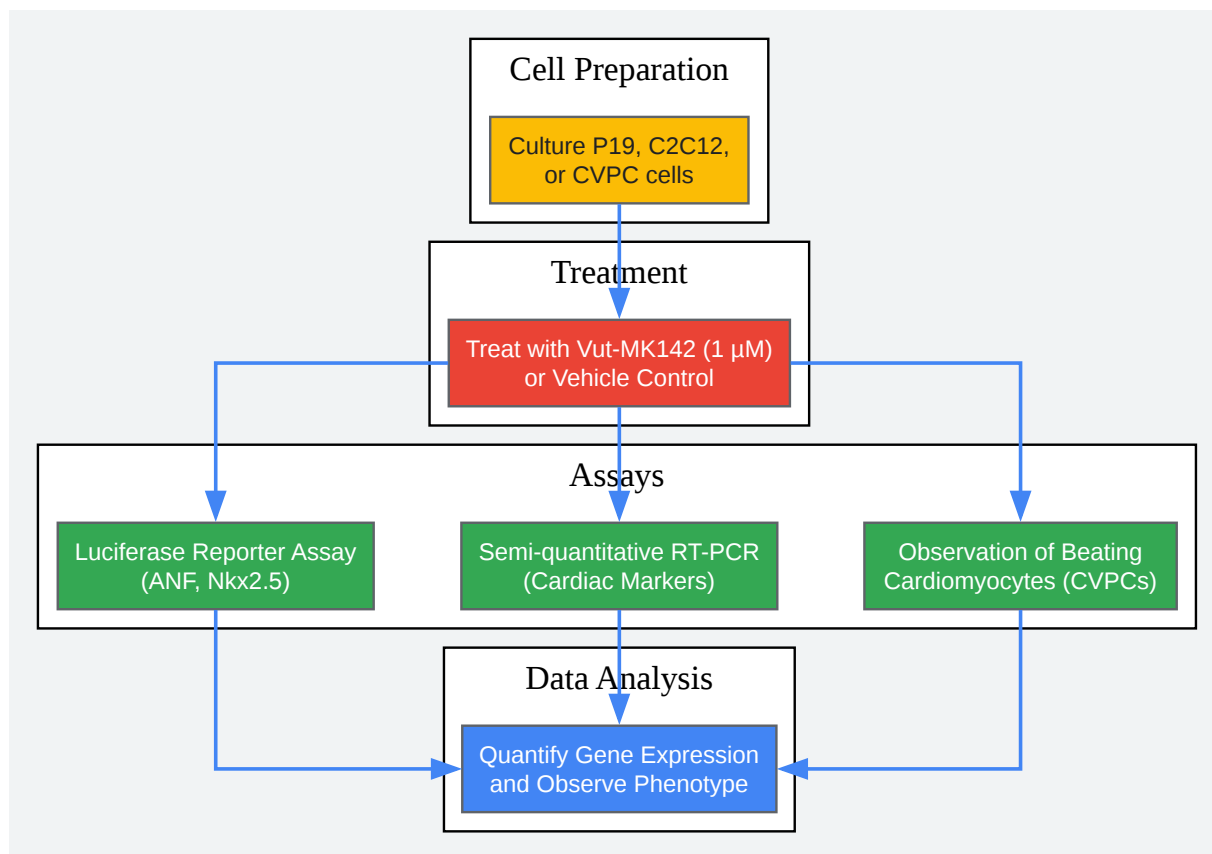 Cell Preparation
Culture P19, C2C12,
or CVPC cells
Treatment
Treat with Vut-MK142 (1 µM)
or Vehicle Control
Assays
Luciferase Reporter Assay
(ANF, Nkx2.5)
Semi-quantitative RT-PCR
(Cardiac Markers)
Observation of Beating
Cardiomyocytes (CVPCs)
Data Analysis
Quantify Gene Expression
and Observe Phenotype